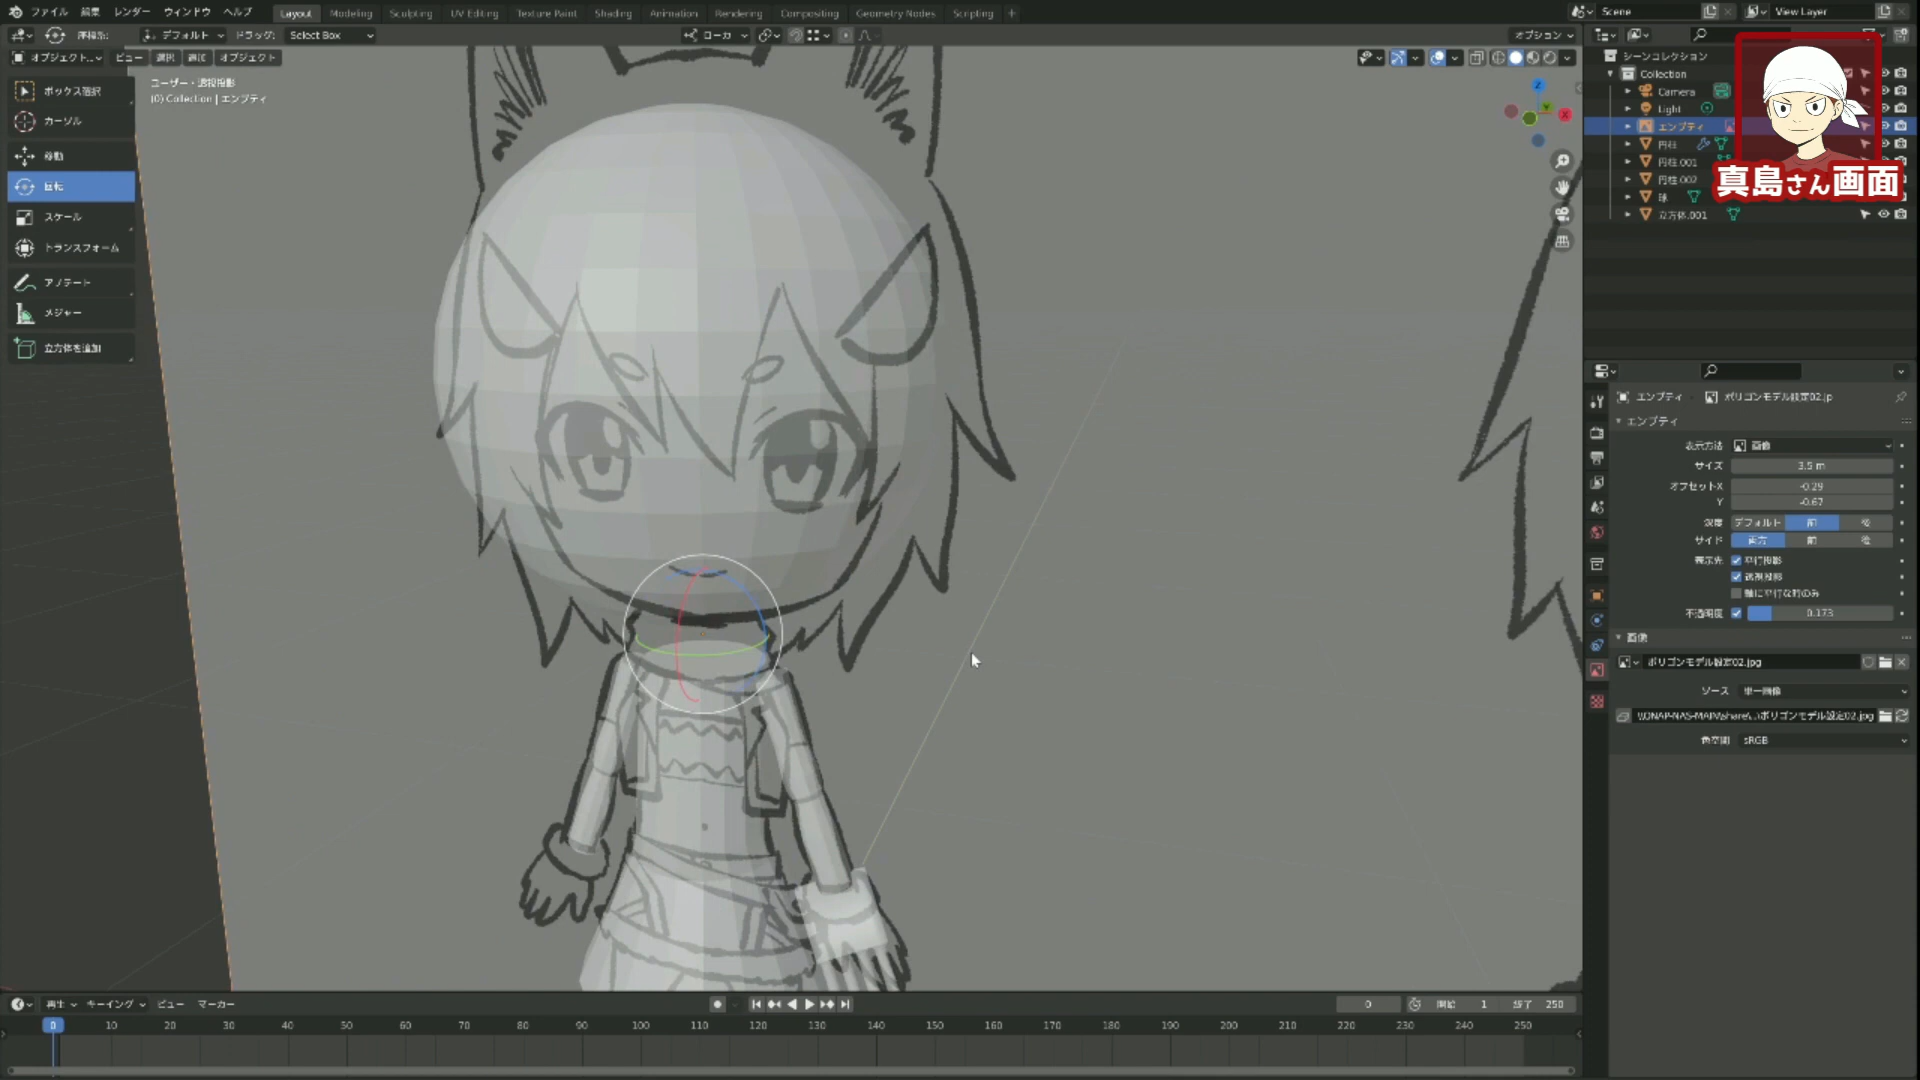 ファイル 編集 レンダー ウィンドウ ヘルプ Layout Modeling Sculpting UV Editing Texture Paint Shading Animation Rendering Compositing Geometry Nodes Scripting + Scene View Layer
座標系: デフォルト ドラッグ: Select Box ローカ オプション
オブジェクト... ビュー 選択 追加 オブジェクト
ユーザー・透視投影
(0) Collection | エンプティ
ボックス選択
カーソル
移動
回転
スケール
トランスフォーム
アノテート
メジャー
立方体を追加
シーンコレクション
Collection
Camera
Light
エンプティ
円柱
円柱.001
円柱.002
球
立方体.001
真島さん画面
エンプティ ポリゴンモデル設定02.jp
エンプティ
表示方法 画像
サイズ 3.5 m
オフセットX -0.29
Y -0.67
深度 デフォルト 前 後
サイド 両方 前 後
表示先 平行投影
透視投影
軸に平行な時のみ
不透明度 0.173
画像
ポリゴンモデル設定02.jpg
ソース 単一画像
\ポリゴンモデル設定02.jpg
色空間 sRGB
再生 キーイング ビュー マーカー 0 開始 1 終了 250
0 10 20 30 40 50 60 70 80 90 100 110 120 130 140 150 160 170 180 190 200 210 220 230 240 250